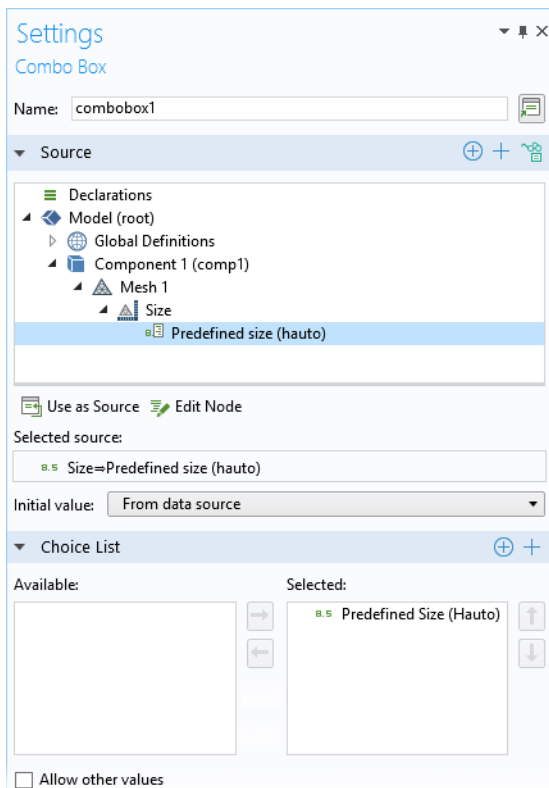 Settings
Combo Box
Name: combobox1
Source
Declarations
Model (root)
Global Definitions
Component 1 (comp1)
Mesh 1
Size
Predefined size (hauto)
Use as Source Edit Node
Selected source:
8.5 Size⇒Predefined size (hauto)
Initial value: From data source
Choice List
Available: Selected:
8.5 Predefined Size (Hauto)
Allow other values